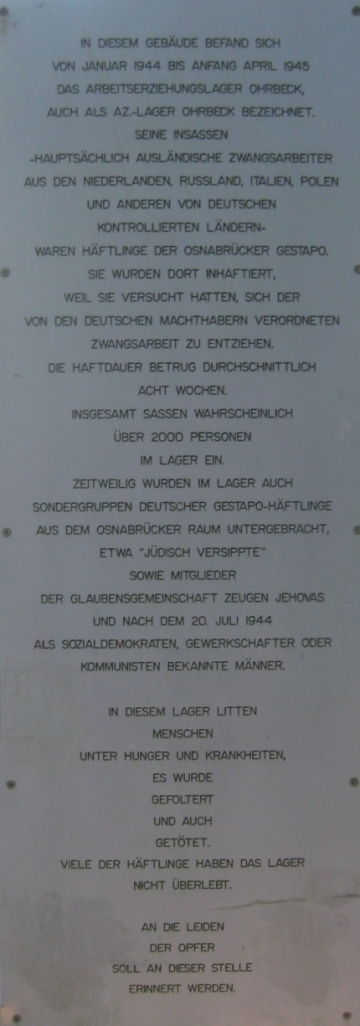 IN DIESEM GEBÄUDE BEFAND SICH
VON JANUAR 1944 BIS ANFANG APRIL 1945
DAS ARBEITSERZIEHUNGSLAGER OHRBECK,
AUCH ALS AZ.-LAGER OHRBECK BEZEICHNET.
SEINE INSASSEN
-HAUPTSÄCHLICH AUSLÄNDISCHE ZWANGSARBEITER
AUS DEN NIEDERLANDEN, RUSSLAND, ITALIEN, POLEN
UND ANDEREN VON DEUTSCHEN
KONTROLLIERTEN LÄNDERN-
WAREN HÄFTLINGE DER OSNABRÜCKER GESTAPO.
SIE WURDEN DORT INHAFTIERT,
WEIL SIE VERSUCHT HATTEN, SICH DER
VON DEN DEUTSCHEN MACHTHABERN VERORDNETEN
ZWANGSARBEIT ZU ENTZIEHEN.
DIE HAFTDAUER BETRUG DURCHSCHNITTLICH
ACHT WOCHEN.
INSGESAMT SASSEN WAHRSCHEINLICH
ÜBER 2000 PERSONEN
IM LAGER EIN.
ZEITWEILIG WURDEN IM LAGER AUCH
SONDERGRUPPEN DEUTSCHER GESTAPO-HÄFTLINGE
AUS DEM OSNABRÜCKER RAUM UNTERGEBRACHT,
ETWA "JÜDISCH VERSIPPTE"
SOWIE MITGLIEDER
DER GLAUBENSGEMEINSCHAFT ZEUGEN JEHOVAS
UND NACH DEM 20. JULI 1944
ALS SOZIALDEMOKRATEN, GEWERKSCHAFTER ODER
KOMMUNISTEN BEKANNTE MÄNNER.
IN DIESEM LAGER LITTEN
MENSCHEN
UNTER HUNGER UND KRANKHEITEN,
ES WURDE
GEFOLTERT
UND AUCH
GETÖTET.
VIELE DER HÄFTLINGE HABEN DAS LAGER
NICHT ÜBERLEBT.
AN DIE LEIDEN
DER OPFER
SOLL AN DIESER STELLE
ERINNERT WERDEN.